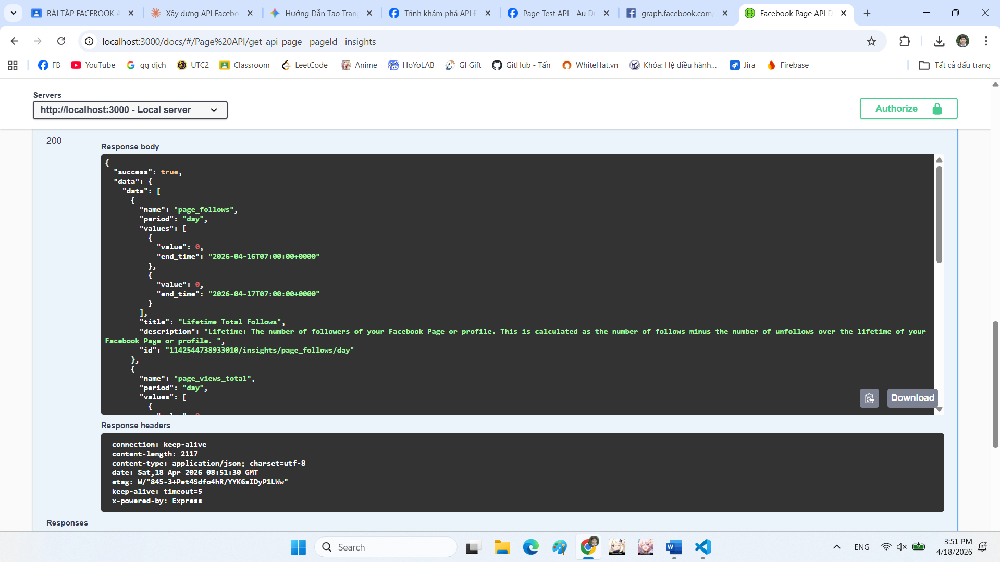 BÀI TẬP FACEBOOK A
Xây dựng API Facebo
Hướng Dẫn Tạo Tran
Trình khám phá API Đ
Page Test API - Au Du
graph.facebook.com/
Facebook Page API D
localhost:3000/docs/#/Page%20API/get_api_page__pageId__insights
FB
YouTube
gg dịch
UTC2
Classroom
LeetCode
Anime
HoYoLAB
GI Gift
GitHub - Tấn
WhiteHat.vn
Khóa: Hệ điều hành...
Jira
Firebase
Tất cả dấu trang
Servers
http://localhost:3000 - Local server
Authorize
200
Response body
{
"success": true,
"data": {
"data": [
{
"name": "page_follows",
"period": "day",
"values": [
{
"value": 0,
"end_time": "2026-04-16T07:00:00+0000"
},
{
"value": 0,
"end_time": "2026-04-17T07:00:00+0000"
}
],
"title": "Lifetime Total Follows",
"description": "Lifetime: The number of followers of your Facebook Page or profile. This is calculated as the number of follows minus the number of unfollows over the lifetime of your
Facebook Page or profile. ",
"id": "1142544738933010/insights/page_follows/day"
},
{
"name": "page_views_total",
"period": "day",
"values": [
{
Download
Response headers
connection: keep-alive
content-length: 2117
content-type: application/json; charset=utf-8
date: Sat,18 Apr 2026 08:51:30 GMT
etag: W/"845-3+Pet4Sdfo4hR/YYK6sIDyP1LWw"
keep-alive: timeout=5
x-powered-by: Express
Responses
Search
ENG
3:51 PM
4/18/2026